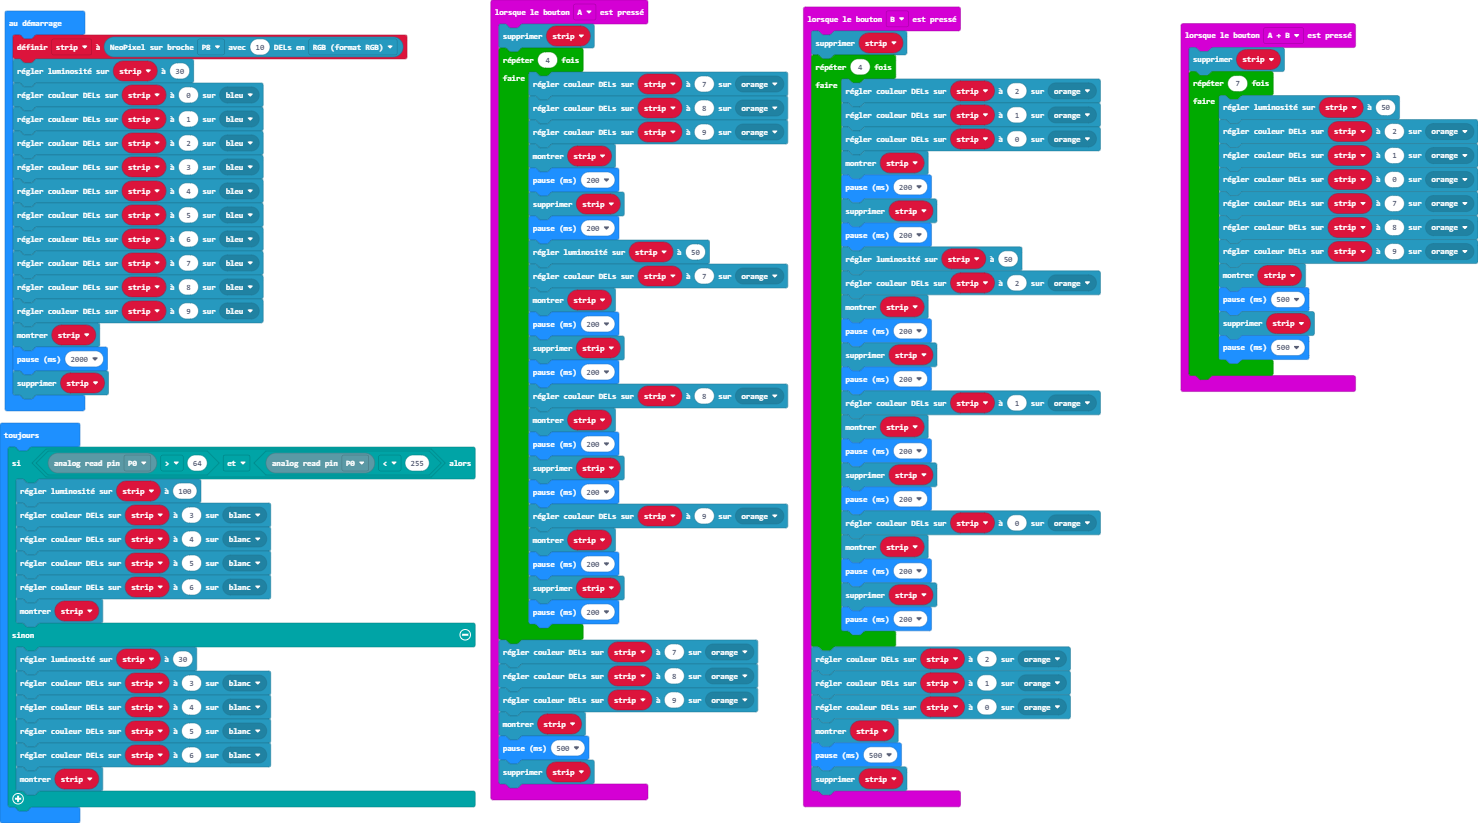 au démarrage
définir strip à NeoPixel sur broche P8 avec 10 DELs en RGB (format RGB)
régler luminosité sur strip à 30
régler couleur DELs sur strip à 0 sur bleu
régler couleur DELs sur strip à 1 sur bleu
régler couleur DELs sur strip à 2 sur bleu
régler couleur DELs sur strip à 3 sur bleu
régler couleur DELs sur strip à 4 sur bleu
régler couleur DELs sur strip à 5 sur bleu
régler couleur DELs sur strip à 6 sur bleu
régler couleur DELs sur strip à 7 sur bleu
régler couleur DELs sur strip à 8 sur bleu
régler couleur DELs sur strip à 9 sur bleu
montrer strip
pause (ms) 2000
supprimer strip
toujours
si analog read pin P0 > 64 et analog read pin P0 < 255 alors
régler luminosité sur strip à 100
régler couleur DELs sur strip à 3 sur blanc
régler couleur DELs sur strip à 4 sur blanc
régler couleur DELs sur strip à 5 sur blanc
régler couleur DELs sur strip à 6 sur blanc
montrer strip
sinon
régler luminosité sur strip à 30
régler couleur DELs sur strip à 3 sur blanc
régler couleur DELs sur strip à 4 sur blanc
régler couleur DELs sur strip à 5 sur blanc
régler couleur DELs sur strip à 6 sur blanc
montrer strip
lorsque le bouton A est pressé
supprimer strip
répéter 4 fois
faire régler couleur DELs sur strip à 7 sur orange
régler couleur DELs sur strip à 8 sur orange
régler couleur DELs sur strip à 9 sur orange
montrer strip
pause (ms) 200
supprimer strip
pause (ms) 200
régler luminosité sur strip à 50
régler couleur DELs sur strip à 7 sur orange
montrer strip
pause (ms) 200
supprimer strip
pause (ms) 200
régler couleur DELs sur strip à 8 sur orange
montrer strip
pause (ms) 200
supprimer strip
pause (ms) 200
régler couleur DELs sur strip à 9 sur orange
montrer strip
pause (ms) 200
supprimer strip
pause (ms) 200
régler couleur DELs sur strip à 7 sur orange
régler couleur DELs sur strip à 8 sur orange
régler couleur DELs sur strip à 9 sur orange
montrer strip
pause (ms) 500
supprimer strip
lorsque le bouton B est pressé
supprimer strip
répéter 4 fois
faire régler couleur DELs sur strip à 2 sur orange
régler couleur DELs sur strip à 1 sur orange
régler couleur DELs sur strip à 0 sur orange
montrer strip
pause (ms) 200
supprimer strip
pause (ms) 200
régler luminosité sur strip à 50
régler couleur DELs sur strip à 2 sur orange
montrer strip
pause (ms) 200
supprimer strip
pause (ms) 200
régler couleur DELs sur strip à 1 sur orange
montrer strip
pause (ms) 200
supprimer strip
pause (ms) 200
régler couleur DELs sur strip à 0 sur orange
montrer strip
pause (ms) 200
supprimer strip
pause (ms) 200
régler couleur DELs sur strip à 2 sur orange
régler couleur DELs sur strip à 1 sur orange
régler couleur DELs sur strip à 0 sur orange
montrer strip
pause (ms) 500
supprimer strip
lorsque le bouton A + B est pressé
supprimer strip
répéter 7 fois
faire régler luminosité sur strip à 50
régler couleur DELs sur strip à 2 sur orange
régler couleur DELs sur strip à 1 sur orange
régler couleur DELs sur strip à 0 sur orange
régler couleur DELs sur strip à 7 sur orange
régler couleur DELs sur strip à 8 sur orange
régler couleur DELs sur strip à 9 sur orange
montrer strip
pause (ms) 500
supprimer strip
pause (ms) 500